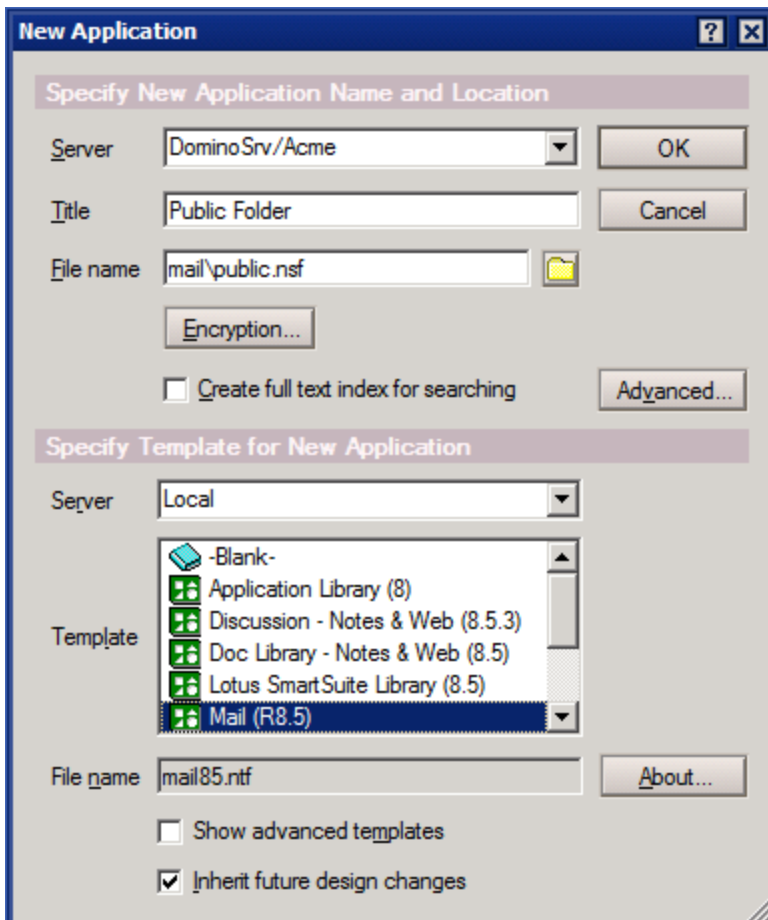 New Application
Specify New Application Name and Location
Server DominoSrv/Acme OK
Title Public Folder Cancel
File name mail\public.nsf
Encryption...
Create full text index for searching Advanced...
Specify Template for New Application
Server Local
-Blank-
Application Library (8)
Discussion - Notes & Web (8.5.3)
Template
Doc Library - Notes & Web (8.5)
Lotus SmartSuite Library (8.5)
Mail (R8.5)
File name mail85.ntf About...
Show advanced templates
Inherit future design changes